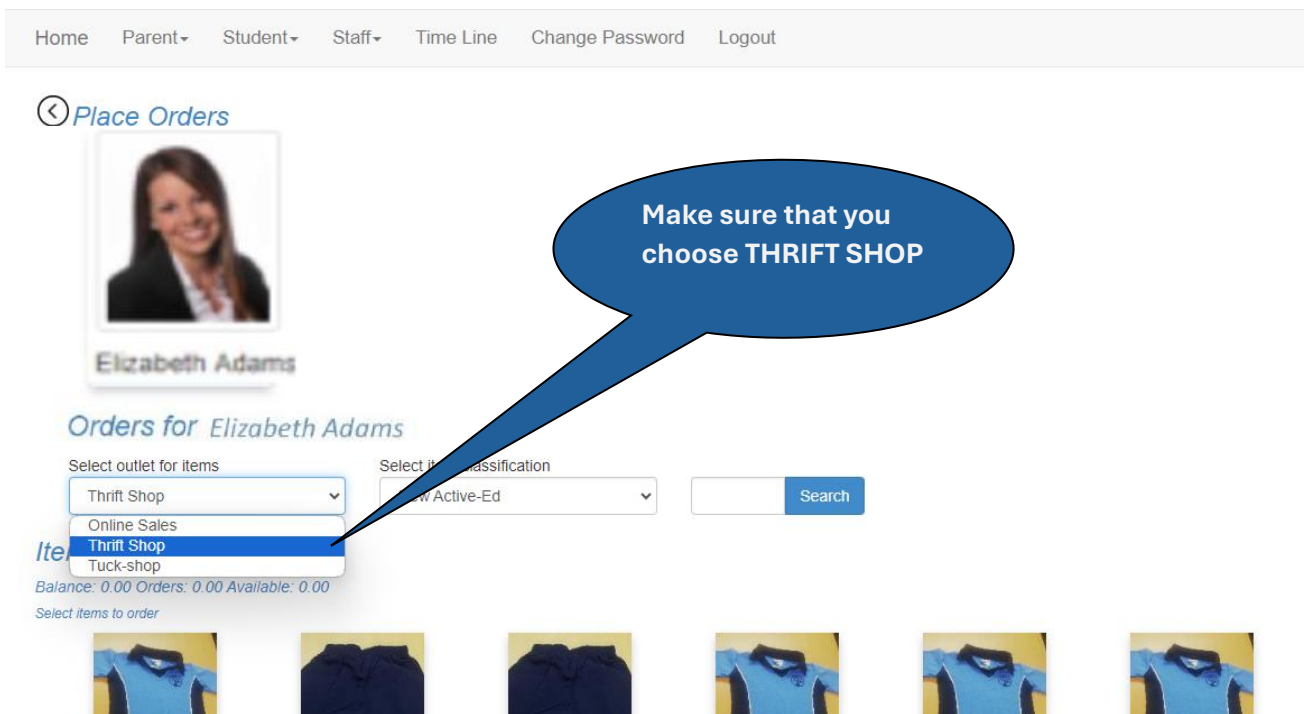 Home Parent Student Staff Time Line Change Password Logout
Place Orders
Make sure that you
choose THRIFT SHOP
Elizabeth Adams
Orders for Elizabeth Adams
Select outlet for items
Thrift Shop
Active-Ed
Search
Online Sales
Thrift Shop
Tuck-shop
Balance: 0.00 Orders: 0.00 Available: 0.00
Select items to order